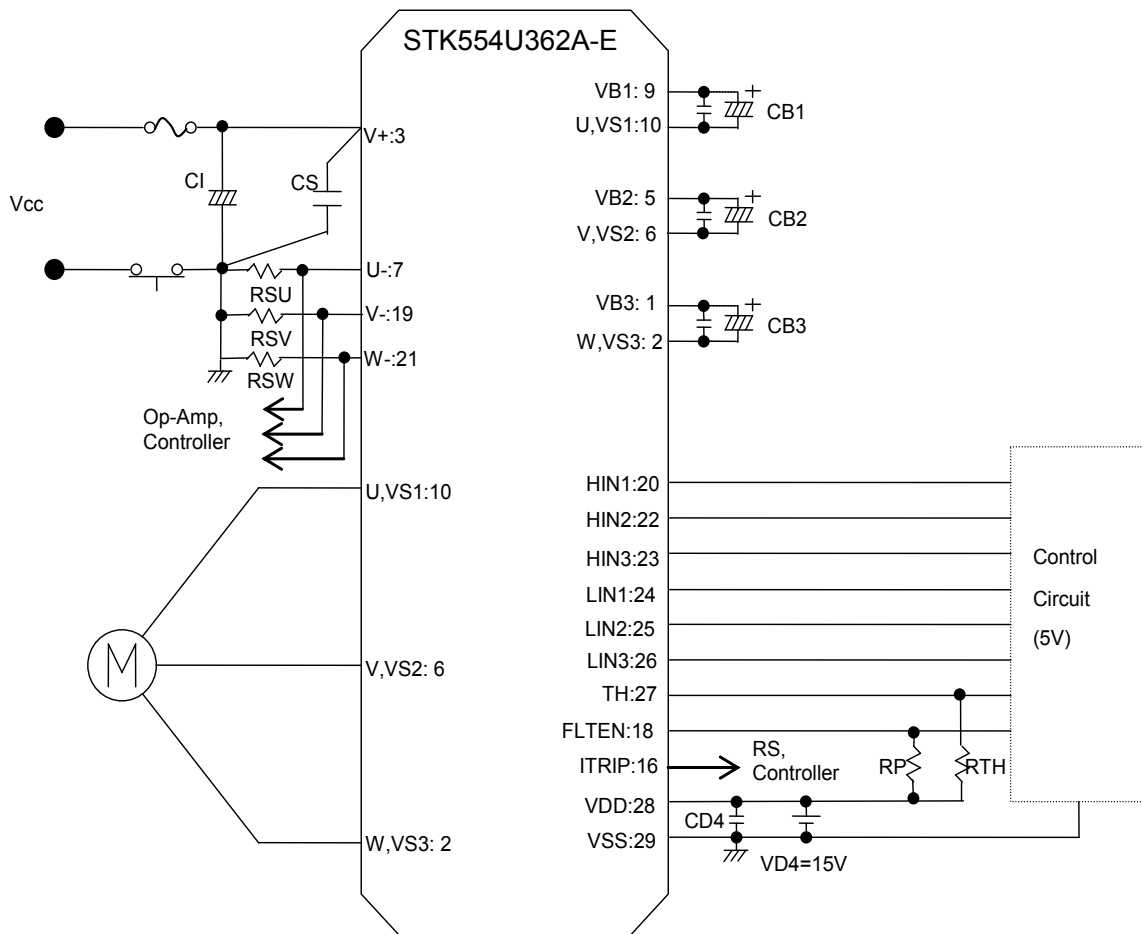 STK554U362A-E
VB1: 9
CB1
U,VS1:10
V+:3
CI
CS
Vcc
VB2: 5
CB2
V,VS2: 6
U-:7
RSU
V-:19
RSV
W-:21
RSW
VB3: 1
CB3
W,VS3: 2
Op-Amp,
Controller
U,VS1:10
M
V,VS2: 6
W,VS3: 2
HIN1:20
HIN2:22
HIN3:23
LIN1:24
LIN2:25
LIN3:26
TH:27
FLTEN:18
ITRIP:16
VDD:28
VSS:29
RS,
Controller
RP
RTH
CD4
VD4=15V
Control
Circuit
(5V)